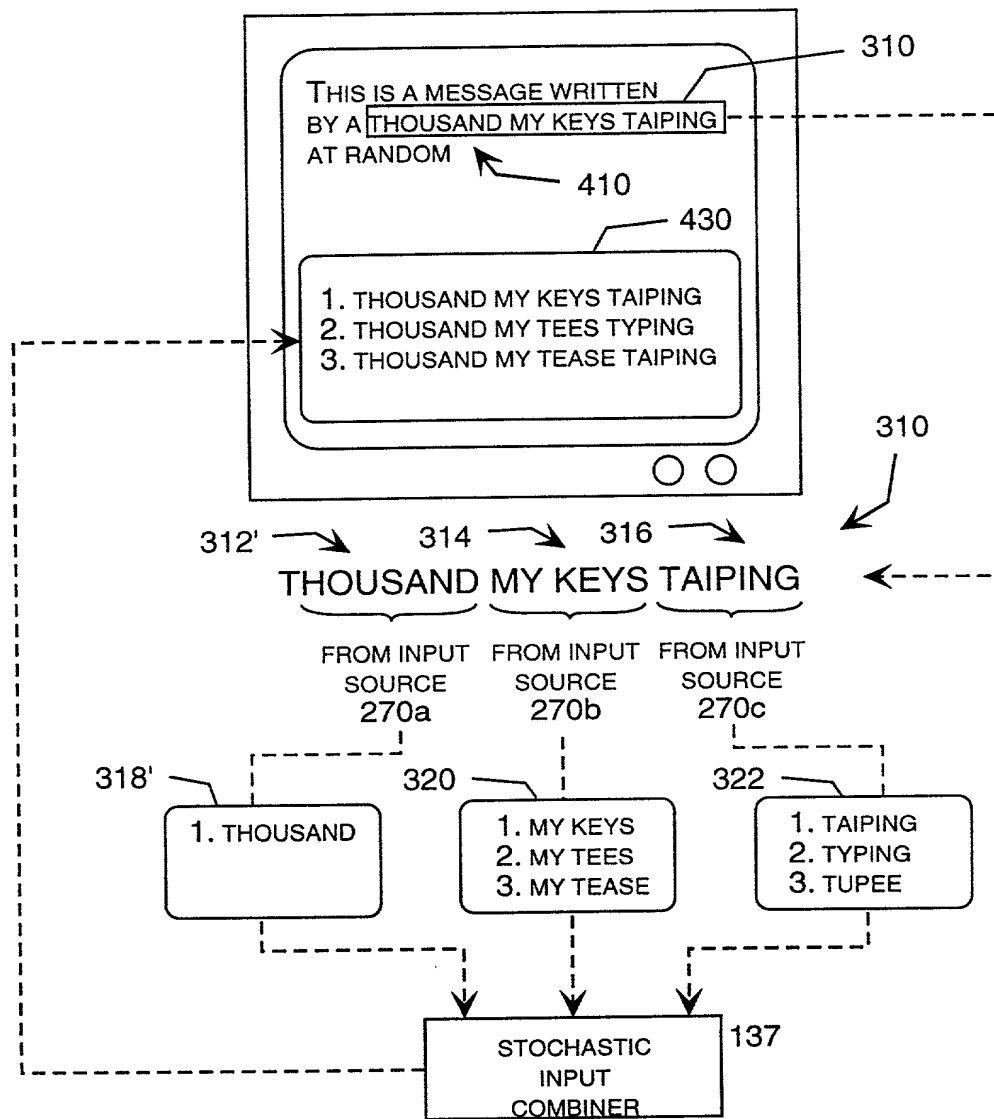 310
THIS IS A MESSAGE WRITTEN
BY A THOUSAND MY KEYS TAIPING
AT RANDOM
410
430
1. THOUSAND MY KEYS TAIPING
2. THOUSAND MY TEES TYPING
3. THOUSAND MY TEASE TAIPING
310
312' 314 316
THOUSAND MY KEYS TAIPING
FROM INPUT FROM INPUT FROM INPUT
SOURCE SOURCE SOURCE
270a 270b 270c
318' 320 322
1. THOUSAND 1. MY KEYS 1. TAIPING
2. MY TEES 2. TYPING
3. MY TEASE 3. TUPEE
137
STOCHASTIC
INPUT
COMBINER